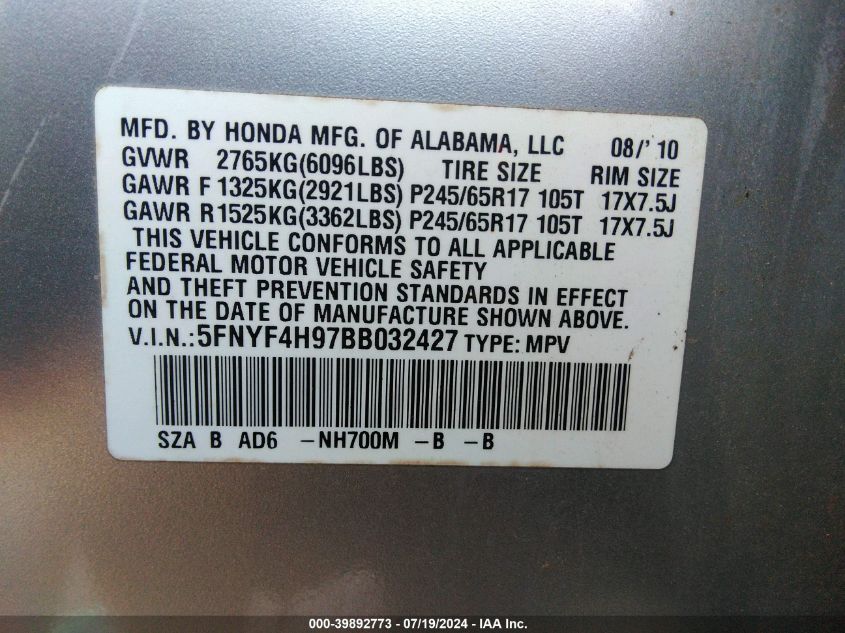 MFD. BY HONDA MFG. OF ALABAMA, LLC 08/'10
GVWR 2765KG(6096LBS) TIRE SIZE RIM SIZE
GAWR F 1325KG(2921LBS) P245/65R17 105T 17X7.5J
GAWR R 1525KG(3362LBS) P245/65R17 105T 17X7.5J
THIS VEHICLE CONFORMS TO ALL APPLICABLE
FEDERAL MOTOR VEHICLE SAFETY
AND THEFT PREVENTION STANDARDS IN EFFECT
ON THE DATE OF MANUFACTURE SHOWN ABOVE.
V.I.N.: 5FNYF4H97BB032427 TYPE: MPV
SZA B AD6 -NH700M -B -B
000-39892773 - 07/19/2024 - IAA Inc.